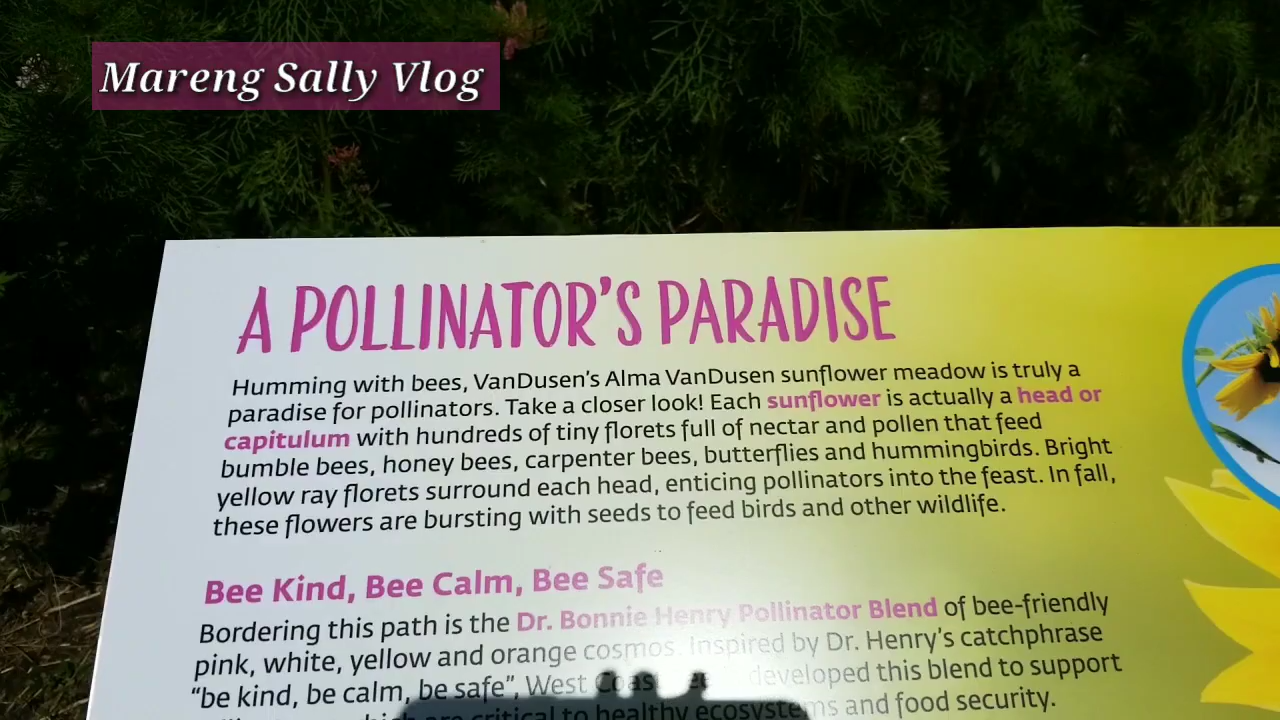 Mareng Sally Vlog
A POLLINATOR'S PARADISE
Humming with bees, VanDusen's Alma VanDusen sunflower meadow is truly a
paradise for pollinators. Take a closer look! Each sunflower is actually a head or
capitulum with hundreds of tiny florets full of nectar and pollen that feed
bumble bees, honey bees, carpenter bees, butterflies and hummingbirds. Bright
yellow ray florets surround each head, enticing pollinators into the feast. In fall,
these flowers are bursting with seeds to feed birds and other wildlife.
Bee Kind, Bee Calm, Bee Safe
Bordering this path is the Dr. Bonnie Henry Pollinator Blend of bee-friendly
pink, white, yellow and orange cosmos. Inspired by Dr. Henry's catchphrase
"be kind, be calm, be safe", West developed this blend to support
are critical to healthy ecosystems and food security.